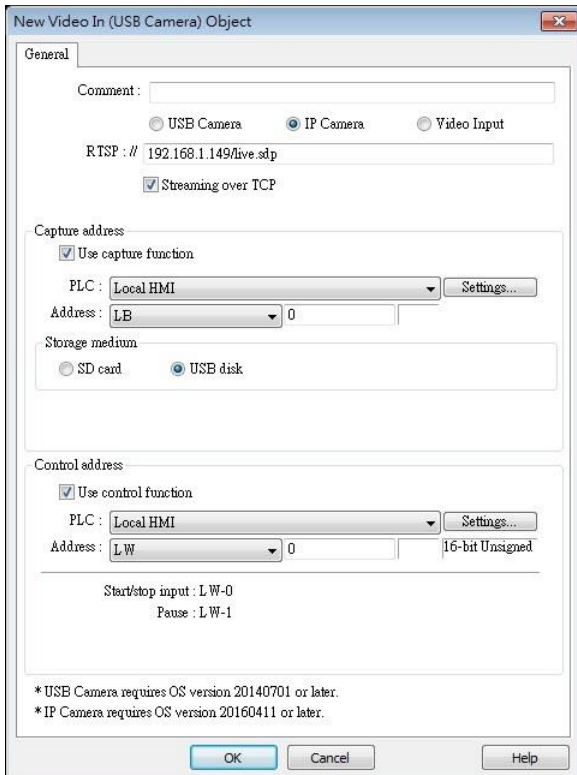 New Video In (USB Camera) Object
General
Comment :
USB Camera IP Camera Video Input
RTSP : // 192.168.1.149/live.sdp
Streaming over TCP
Capture address
Use capture function
PLC : Local HMI Settings...
Address : LB 0
Storage medium
SD card USB disk
Control address
Use control function
PLC : Local HMI Settings...
Address : LW 0 16-bit Unsigned
Start/stop input : LW-0
Pause : LW-1
* USB Camera requires OS version 20140701 or later.
* IP Camera requires OS version 20160411 or later.
OK Cancel Help